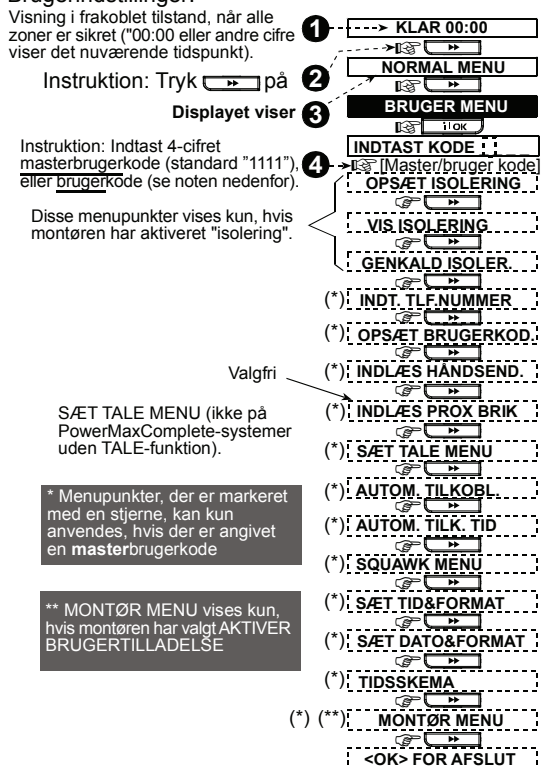 Visning i frakoblet tilstand, når alle
zoner er sikret ("00:00 eller andre cifre
viser det nuværende tidspunkt).
1
KLAR 00:00
Instruktion: Tryk på
2
NORMAL MENU
Displayet viser
3
BRUGER MENU
OK
INDTAST KODE
Instruktion: Indtast 4-cifret
masterbrugerkode (standard "1111"),
eller brugerkode (se noten nedenfor).
4
[Master/bruger kode]
OPSÆT ISOLERING
Disse menupunkter vises kun, hvis
montøren har aktiveret "isolering".
VIS ISOLERING
GENKALD ISOLER.
(*) INDT. TLF.NUMMER
(*) OPSÆT BRUGERKOD.
(*) INDLÆS HÅNDSEND.
Valgfri
(*) INDLÆS PROX BRIK
SÆT TALE MENU (ikke på
PowerMaxComplete-systemer
uden TALE-funktion).
(*) SÆT TALE MENU
(*) AUTOM. TILKOBL.
* Menupunkter, der er markeret
med en stjerne, kan kun
anvendes, hvis der er angivet
en masterbrugerkode
(*) AUTOM. TILK. TID
(*) SQUAWK MENU
** MONTØR MENU vises kun,
hvis montøren har valgt AKTIVER
BRUGERTILLADELSE
(*) SÆT TID&FORMAT
(*) SÆT DATO&FORMAT
(*) TIDSSKEMA
(*) (**) MONTØR MENU
<OK> FOR AFSLUT